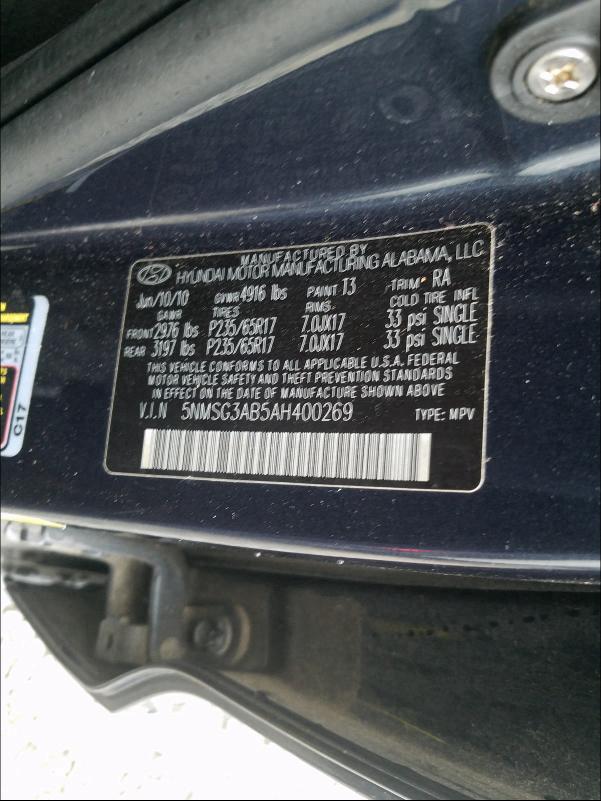 MANUFACTURED BY
HYUNDAI MOTOR MANUFACTURING ALABAMA, LLC
Jun/10/10 GVWR 4916 lbs PAINT T3 TRIM* RA
GAWR TIRES RIMS COLD TIRE INFL
FRONT 2976 lbs P235/65R17 7.0JX17 33 psi SINGLE
REAR 3197 lbs P235/65R17 7.0JX17 33 psi SINGLE
THIS VEHICLE CONFORMS TO ALL APPLICABLE U.S.A. FEDERAL
MOTOR VEHICLE SAFETY AND THEFT PREVENTION STANDARDS
IN EFFECT ON THE DATE OF MANUFACTURE SHOWN ABOVE
V.I.N 5NMSG3AB5AH400269 TYPE: MPV
C17